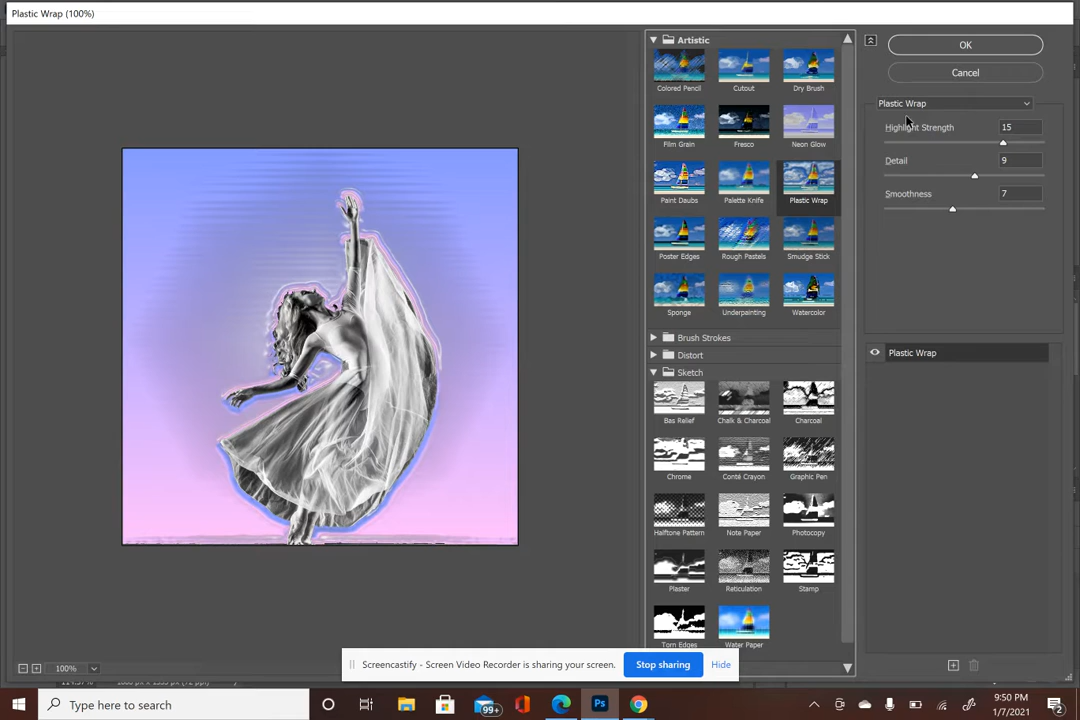 Plastic Wrap (100%)
Artistic
Colored Pencil
Cutout
Dry Brush
Film Grain
Fresco
Neon Glow
Paint Daubs
Palette Knife
Plastic Wrap
Poster Edges
Rough Pastels
Smudge Stick
Sponge
Underpainting
Watercolor
Brush Strokes
Distort
Sketch
Bas Relief
Chalk & Charcoal
Charcoal
Chrome
Conté Crayon
Graphic Pen
Halftone Pattern
Note Paper
Photocopy
Plaster
Reticulation
Stamp
Torn Edges
Water Paper
OK
Cancel
Plastic Wrap
Highlight Strength 15
Detail 9
Smoothness 7
Plastic Wrap
100%
Screencastify - Screen Video Recorder is sharing your screen.
Stop sharing
Hide
Type here to search
99+
Ps
9:50 PM
1/7/2021
2